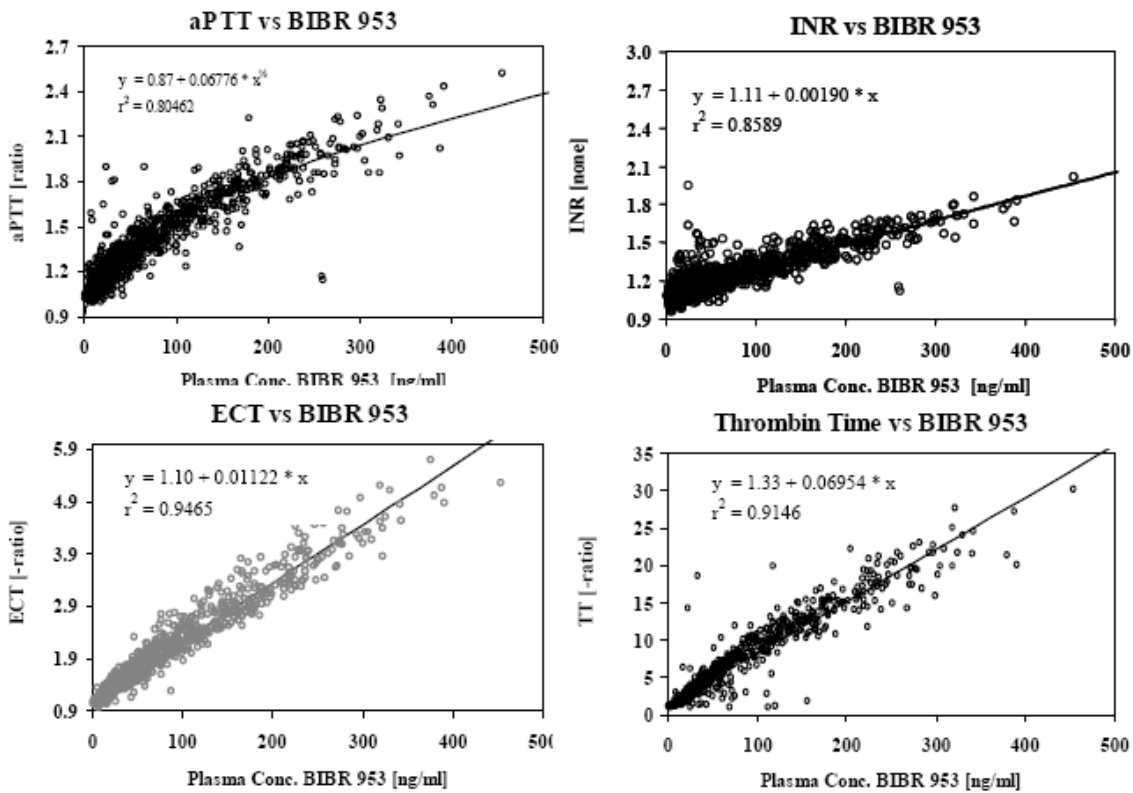 aPTT vs BIBR 953
2.7
2.4
2.1
1.8
1.5
1.2
0.9
aPTT [ratio
y = 0.87 + 0.06776 * x^½
r² = 0.80462
0 100 200 300 400 500
Plasma Conc. BIBR 953 [ng/ml]
INR vs BIBR 953
3.0
2.7
2.4
2.1
1.8
1.5
1.2
0.9
INR [none]
y = 1.11 + 0.00190 * x
r² = 0.8589
0 100 200 300 400 500
Plasma Conc. BIBR 953 [ng/ml]
ECT vs BIBR 953
5.9
4.9
3.9
2.9
1.9
0.9
ECT [-ratio]
y = 1.10 + 0.01122 * x
r² = 0.9465
0 100 200 300 400 500
Plasma Conc. BIBR 953 [ng/ml]
Thrombin Time vs BIBR 953
35
30
25
20
15
10
5
0
TT [-ratio]
y = 1.33 + 0.06954 * x
r² = 0.9146
0 100 200 300 400 500
Plasma Conc. BIBR 953 [ng/ml]